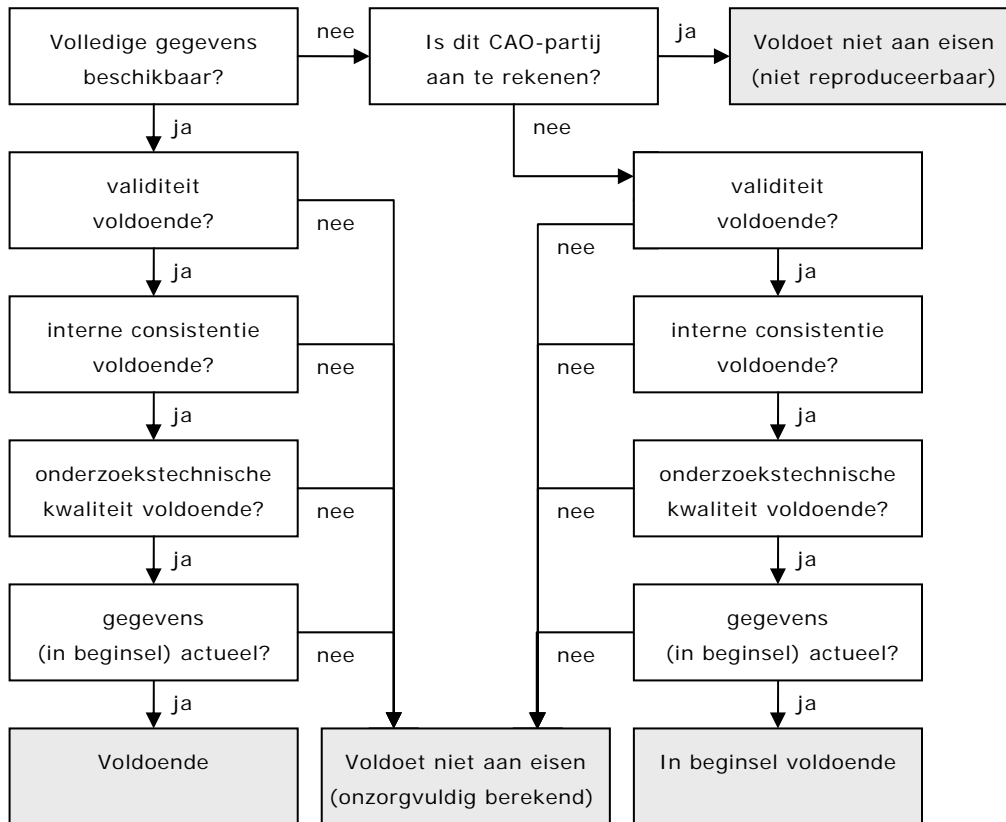 Volledige gegevens
beschikbaar?
nee
Is dit CAO-partij
aan te rekenen?
ja
Voldoet niet aan eisen
(niet reproduceerbaar)
ja
nee
validiteit
voldoende?
nee
nee
validiteit
voldoende?
ja
ja
interne consistentie
voldoende?
nee
nee
interne consistentie
voldoende?
ja
ja
onderzoekstechnische
kwaliteit voldoende?
nee
nee
onderzoekstechnische
kwaliteit voldoende?
ja
ja
gegevens
(in beginsel) actueel?
nee
nee
gegevens
(in beginsel) actueel?
ja
ja
Voldoende
Voldoet niet aan eisen
(onzorgvuldig berekend)
In beginsel voldoende